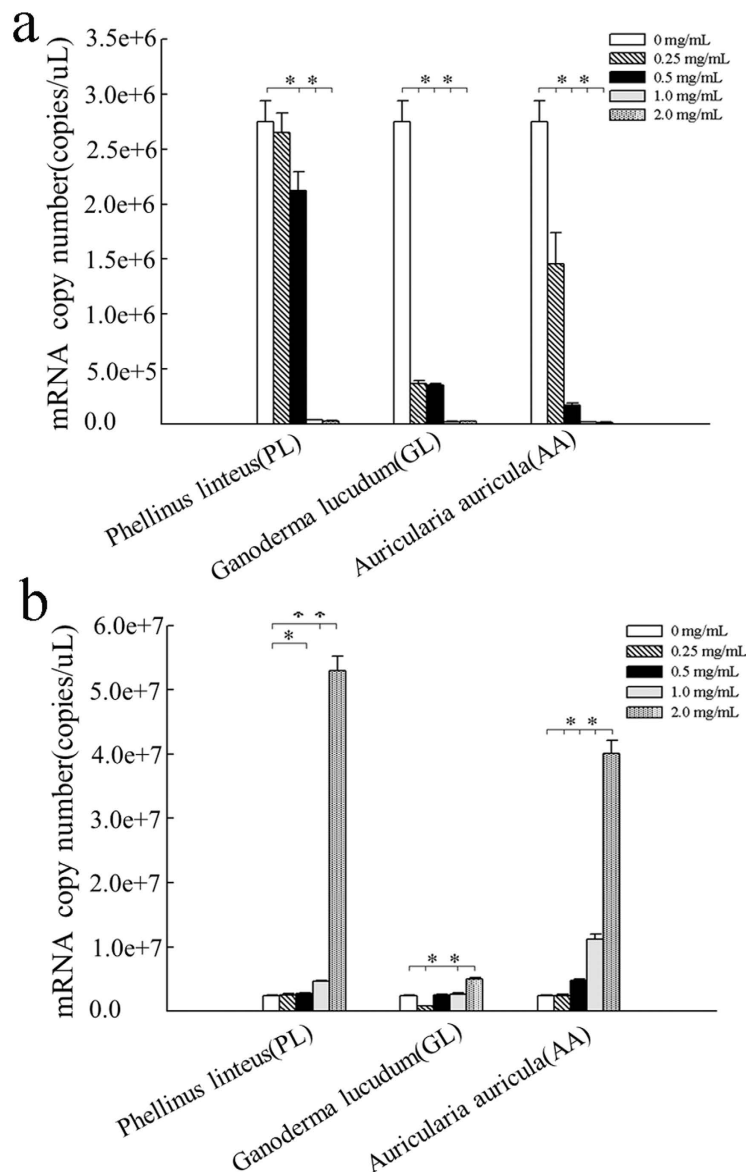 a
mRNA copy number(copies/uL)
3.5e+6
3.0e+6
2.5e+6
2.0e+6
1.5e+6
1.0e+6
5.0e+5
0.0
* *
* *
* *
0 mg/mL
0.25 mg/mL
0.5 mg/mL
1.0 mg/mL
2.0 mg/mL
Phellinus linteus(PL)
Ganoderma lucudum(GL)
Auricularia auricula(AA)
b
mRNA copy number(copies/uL)
6.0e+7
5.0e+7
4.0e+7
3.0e+7
2.0e+7
1.0e+7
0.0
* *
*
* *
* *
0 mg/mL
0.25 mg/mL
0.5 mg/mL
1.0 mg/mL
2.0 mg/mL
Phellinus linteus(PL)
Ganoderma lucudum(GL)
Auricularia auricula(AA)